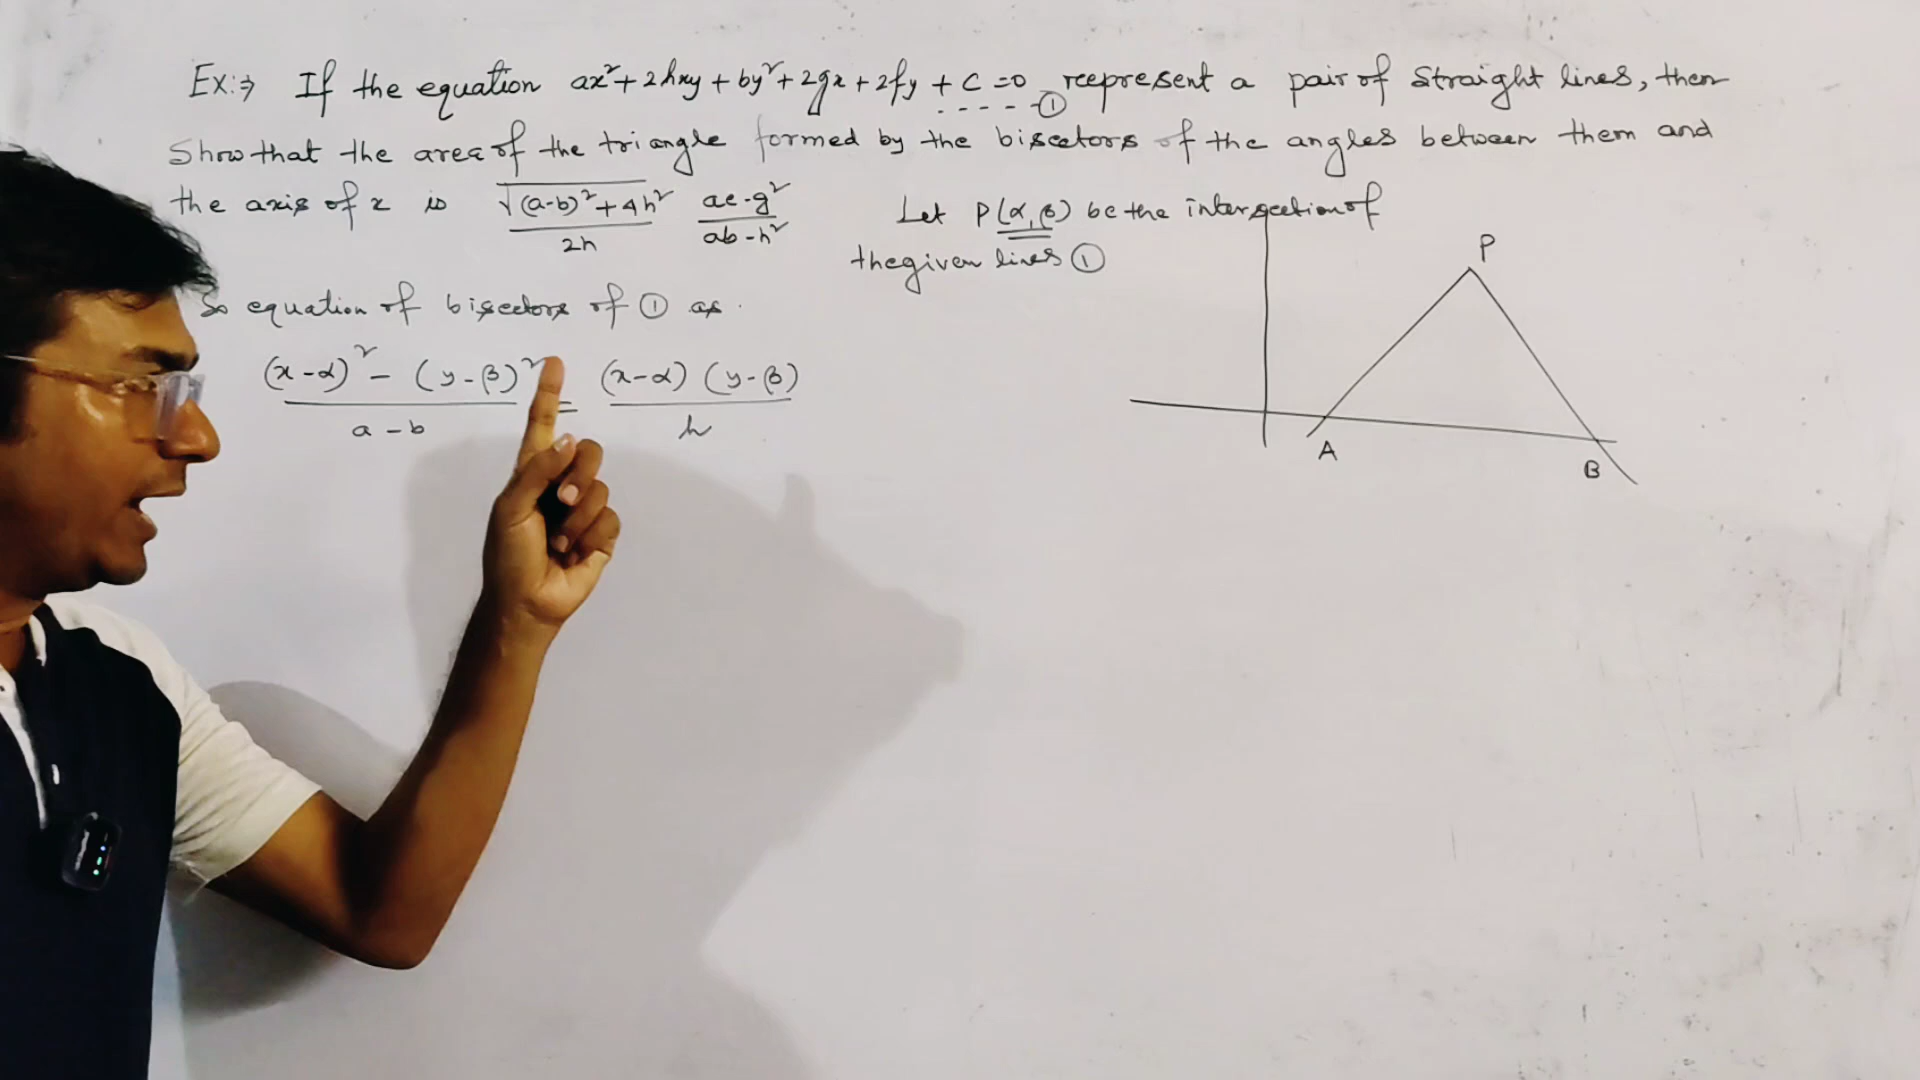 Ex:⇒ If the equation ax²+2hxy+by²+2gx+2fy+c=0 reepresent a pair of straight lines, then
- - - - - ①
Show that the area of the triangle formed by the bisectors of the angles between them and
the axis of x is √(a-b)²+4h² / 2h  ac-g² / ab-h²
Let P(α,β) be the intersection of
the given lines ①
So equation of bisectors of ① as.
(x-α)² - (y-β)² / a-b = (x-α)(y-β) / h
P
A
B